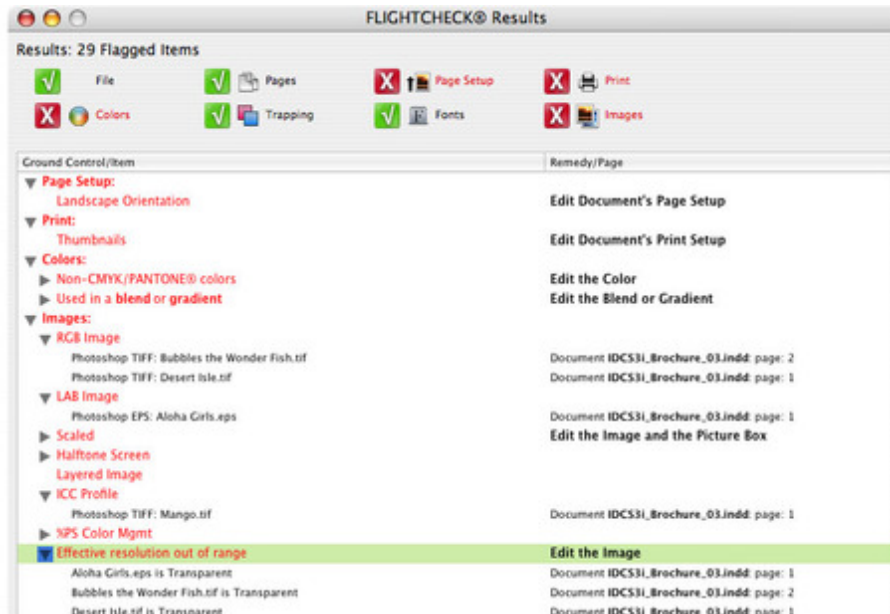 FLIGHTCHECK® Results
Results: 29 Flagged Items
File Pages Page Setup Print
Colors Trapping Fonts Images
Ground Control/Item Remedy/Page
Page Setup:
Landscape Orientation Edit Document's Page Setup
Print:
Thumbnails Edit Document's Print Setup
Colors:
Non-CMYK/PANTONE® colors Edit the Color
Used in a blend or gradient Edit the Blend or Gradient
Images:
RGB Image
Photoshop TIFF: Bubbles the Wonder Fish.tif Document IDCS3i_Brochure_03.indd: page: 2
Photoshop TIFF: Desert Isle.tif Document IDCS3i_Brochure_03.indd: page: 1
LAB Image
Photoshop EPS: Aloha Girls.eps Document IDCS3i_Brochure_03.indd: page: 1
Scaled Edit the Image and the Picture Box
Halftone Screen
Layered Image
ICC Profile
Photoshop TIFF: Mango.tif Document IDCS3i_Brochure_03.indd: page: 1
%PS Color Mgmt
Effective resolution out of range Edit the Image
Aloha Girls.eps is Transparent Document IDCS3i_Brochure_03.indd: page: 1
Bubbles the Wonder Fish.tif is Transparent Document IDCS3i_Brochure_03.indd: page: 2
Desert Isle.tif is Transparent Document IDCS3i_Brochure_03.indd: page: 1